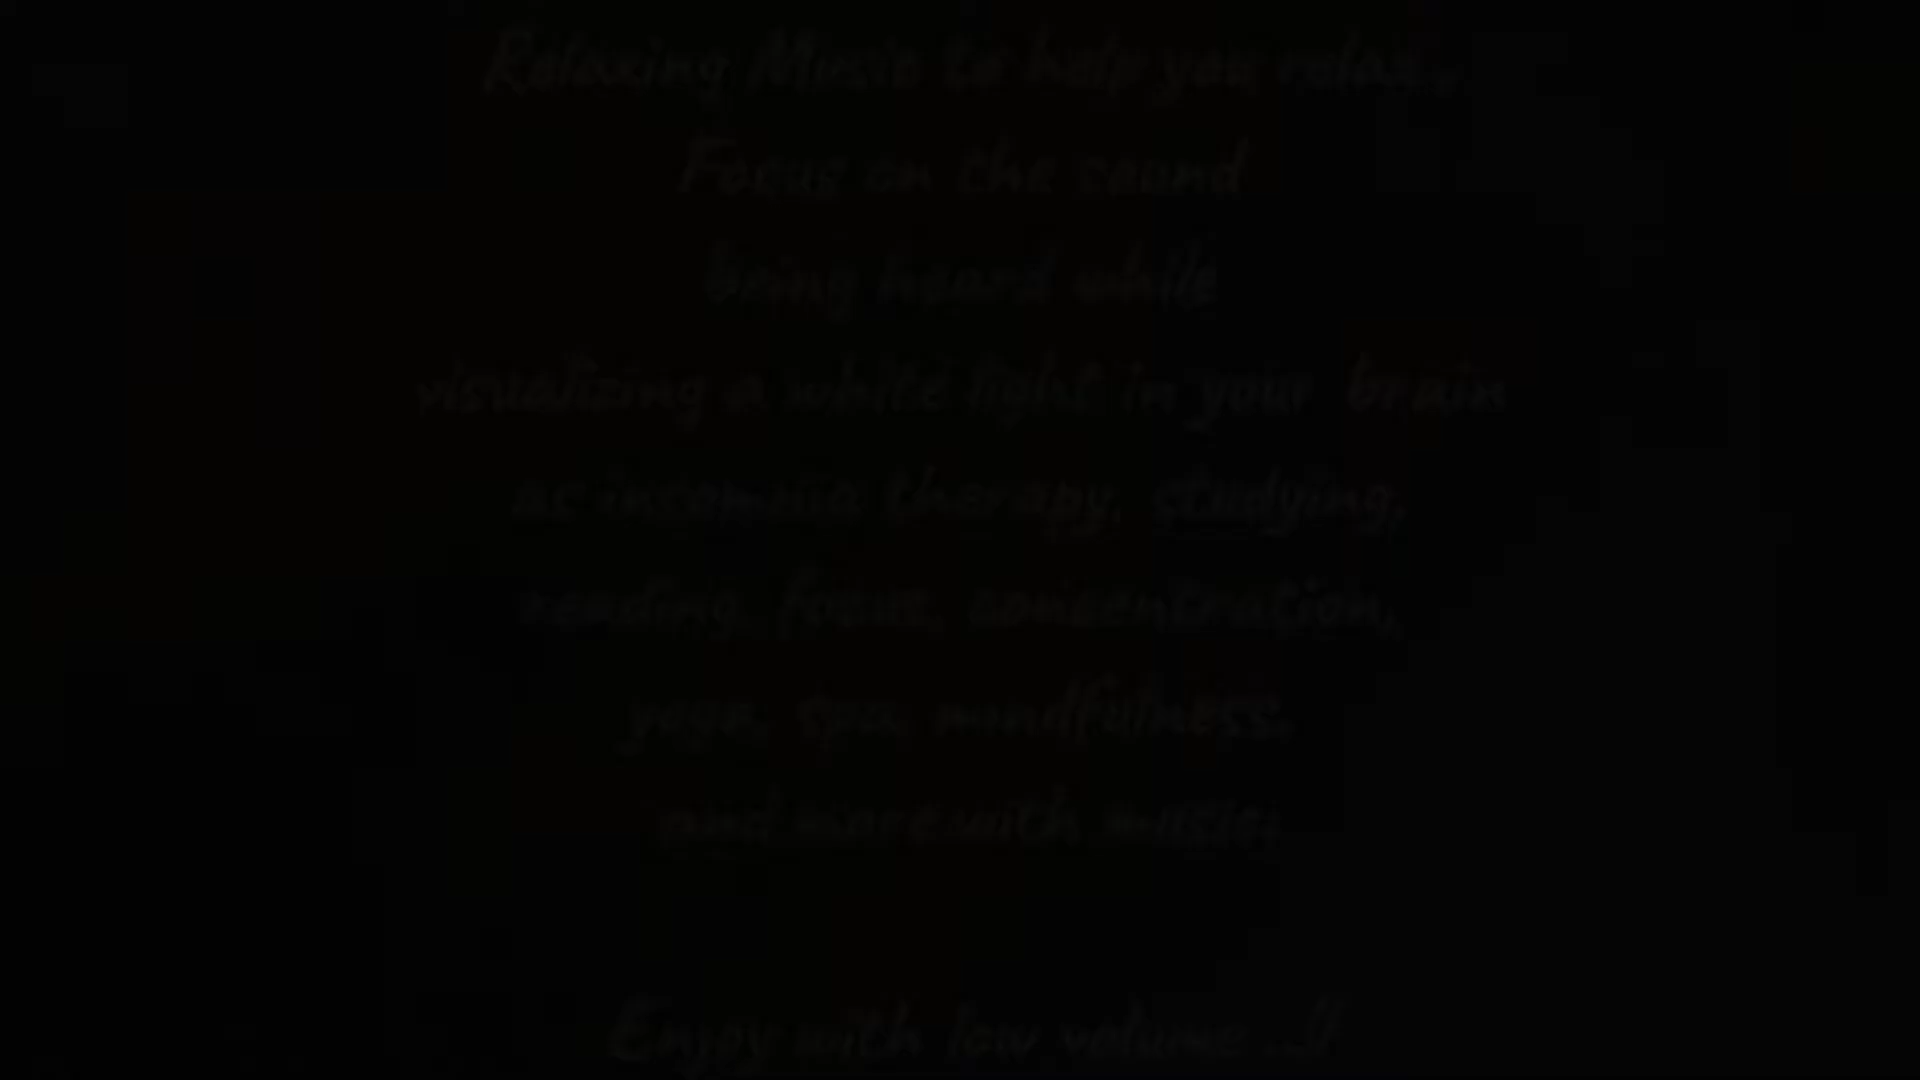 Relaxing Music to help you relax..
Focus on the sound
being heard while
visualizing a white light in your brain
as insomnia therapy, studying,
reading, focus, concentration,
yoga, spa, mindfulness,
and more with music;
Enjoy with low volume ..!!